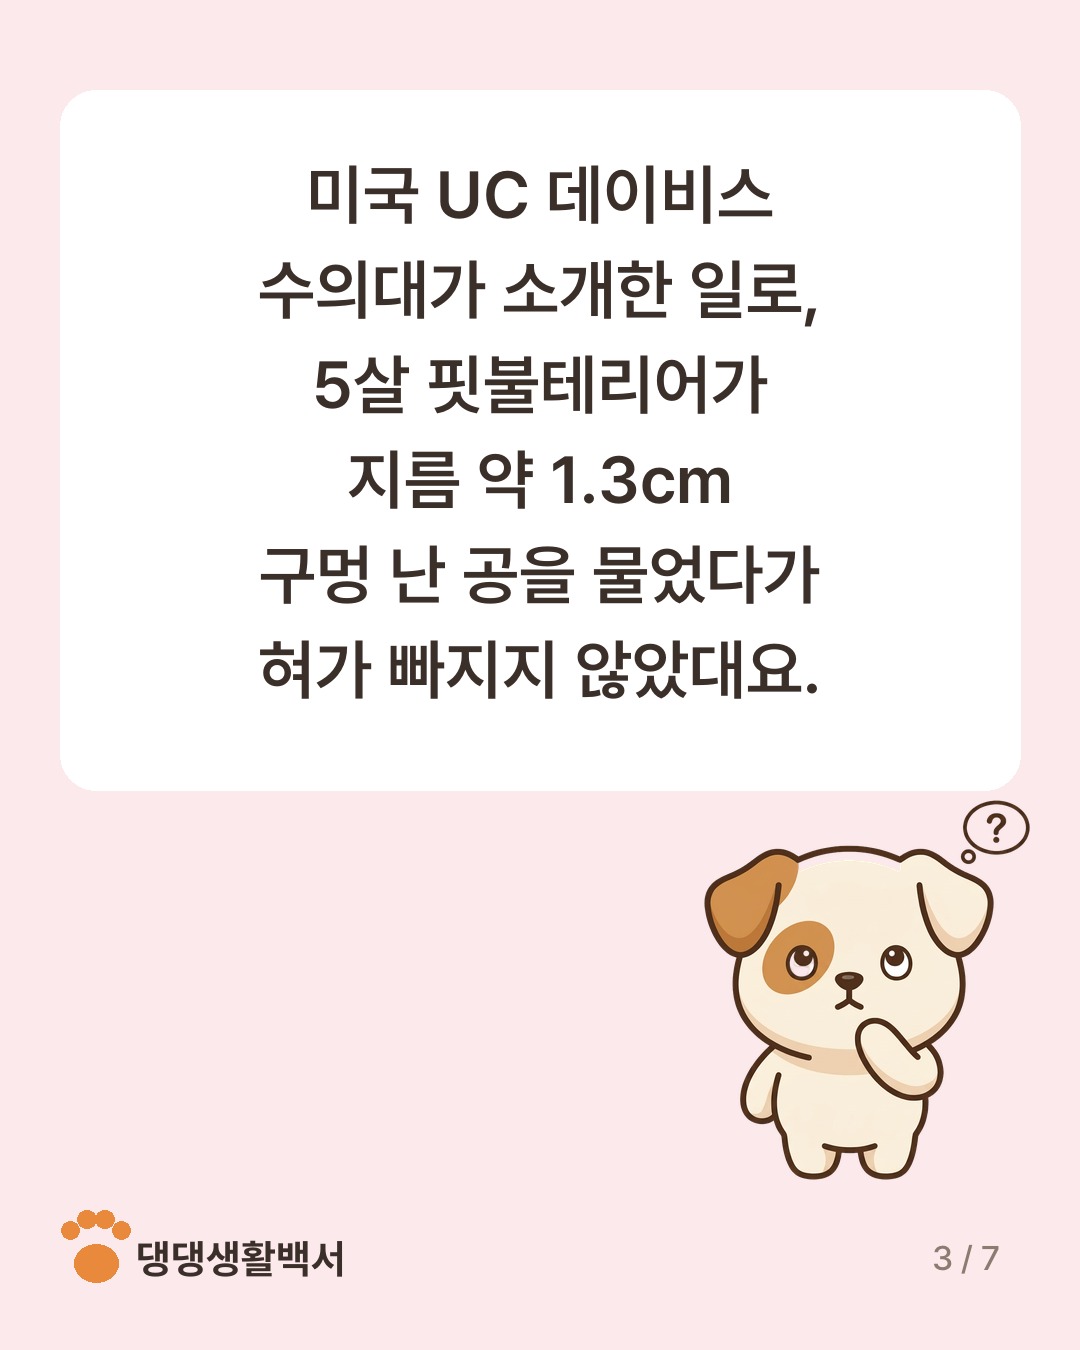 미국 UC 데이비스
수의대가 소개한 일로,
5살 핏불테리어가
지름 약 1.3cm
구멍 난 공을 물었다가
혀가 빠지지 않았대요.
?
댕댕생활백서
3 / 7